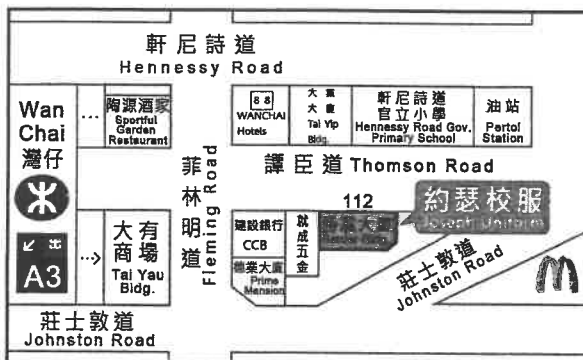 軒尼詩道
Hennessy Road
Wan
Chai
灣仔
A3
陶源酒家
Sportful
Garden
Restaurant
大有
商場
Tai Yau
Bldg.
菲林明道
Fleming Road
88
WANCHAI
Hotels
大
大廈
Tai Yip
Bldg.
軒尼詩道
官立小學
Hennessy Road Gov.
Primary School
油站
Pertol
Station
譚臣道 Thomson Road
112
約瑟校服
Joseph Uniform
建設銀行
CCB
就成五金
德業大廈
Prime
Mansion
莊士敦道
Johnston Road
莊士敦道
Johnston Road